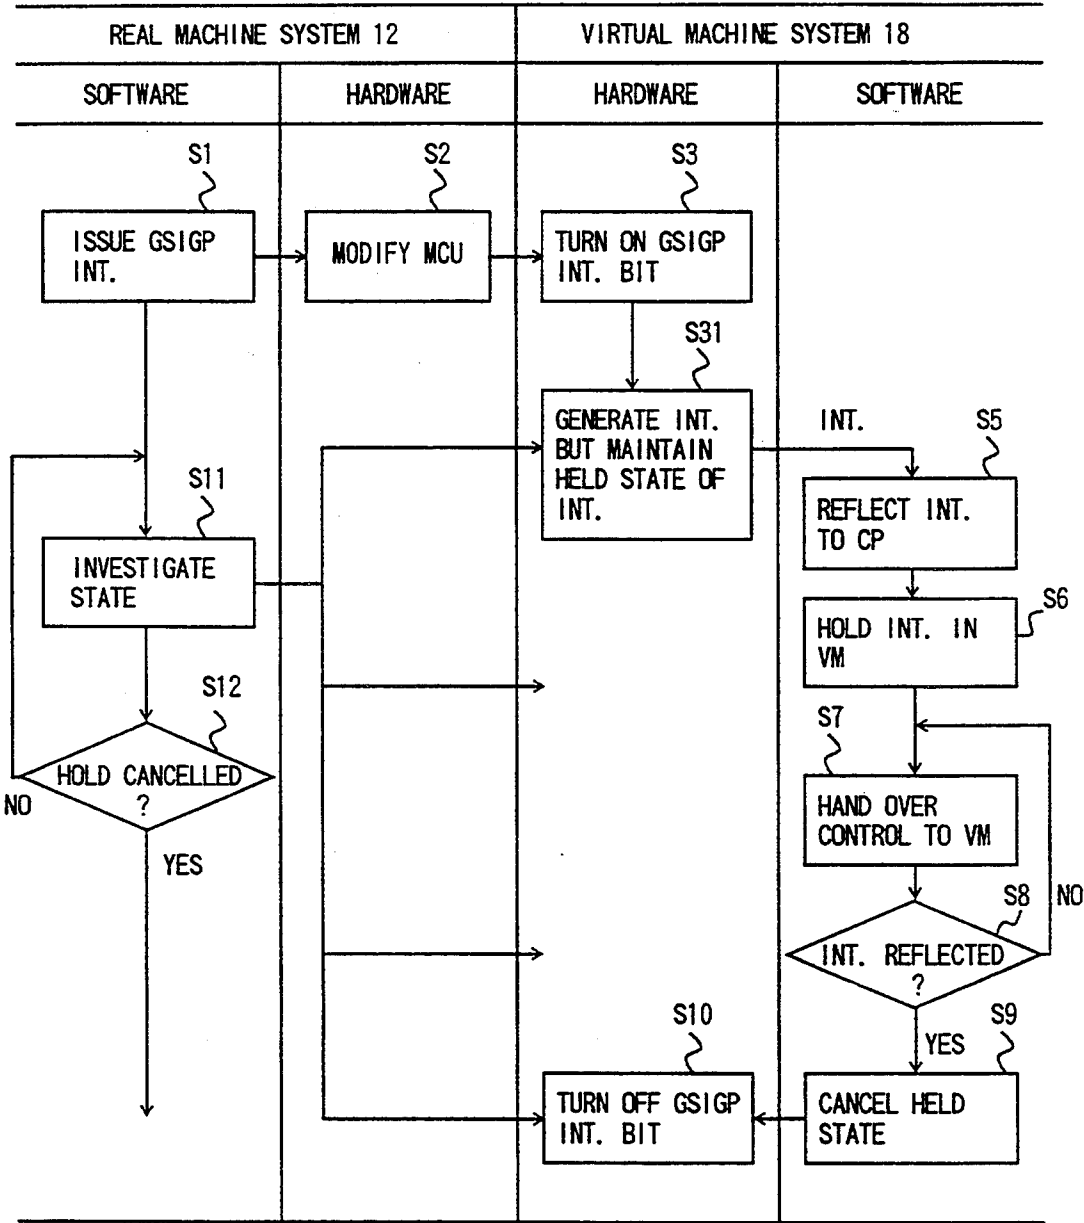 REAL MACHINE SYSTEM 12
VIRTUAL MACHINE SYSTEM 18
SOFTWARE
HARDWARE
HARDWARE
SOFTWARE
S1
ISSUE GSIGP
INT.
S2
MODIFY MCU
S3
TURN ON GSIGP
INT. BIT
S31
GENERATE INT.
BUT MAINTAIN
HELD STATE OF
INT.
INT.
S5
REFLECT INT.
TO CP
S11
INVESTIGATE
STATE
S6
HOLD INT. IN
VM
S12
HOLD CANCELLED
?
NO
YES
S7
HAND OVER
CONTROL TO VM
S8
NO
INT. REFLECTED
?
YES
S9
CANCEL HELD
STATE
S10
TURN OFF GSIGP
INT. BIT